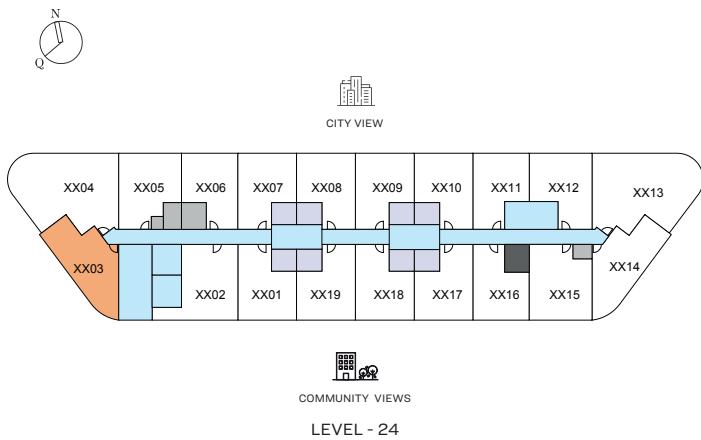 N
Q
CITY VIEW
XX04 XX05 XX06 XX07 XX08 XX09 XX10 XX11 XX12 XX13
XX03 XX14
XX02 XX01 XX19 XX18 XX17 XX16 XX15
COMMUNITY VIEWS
LEVEL - 24